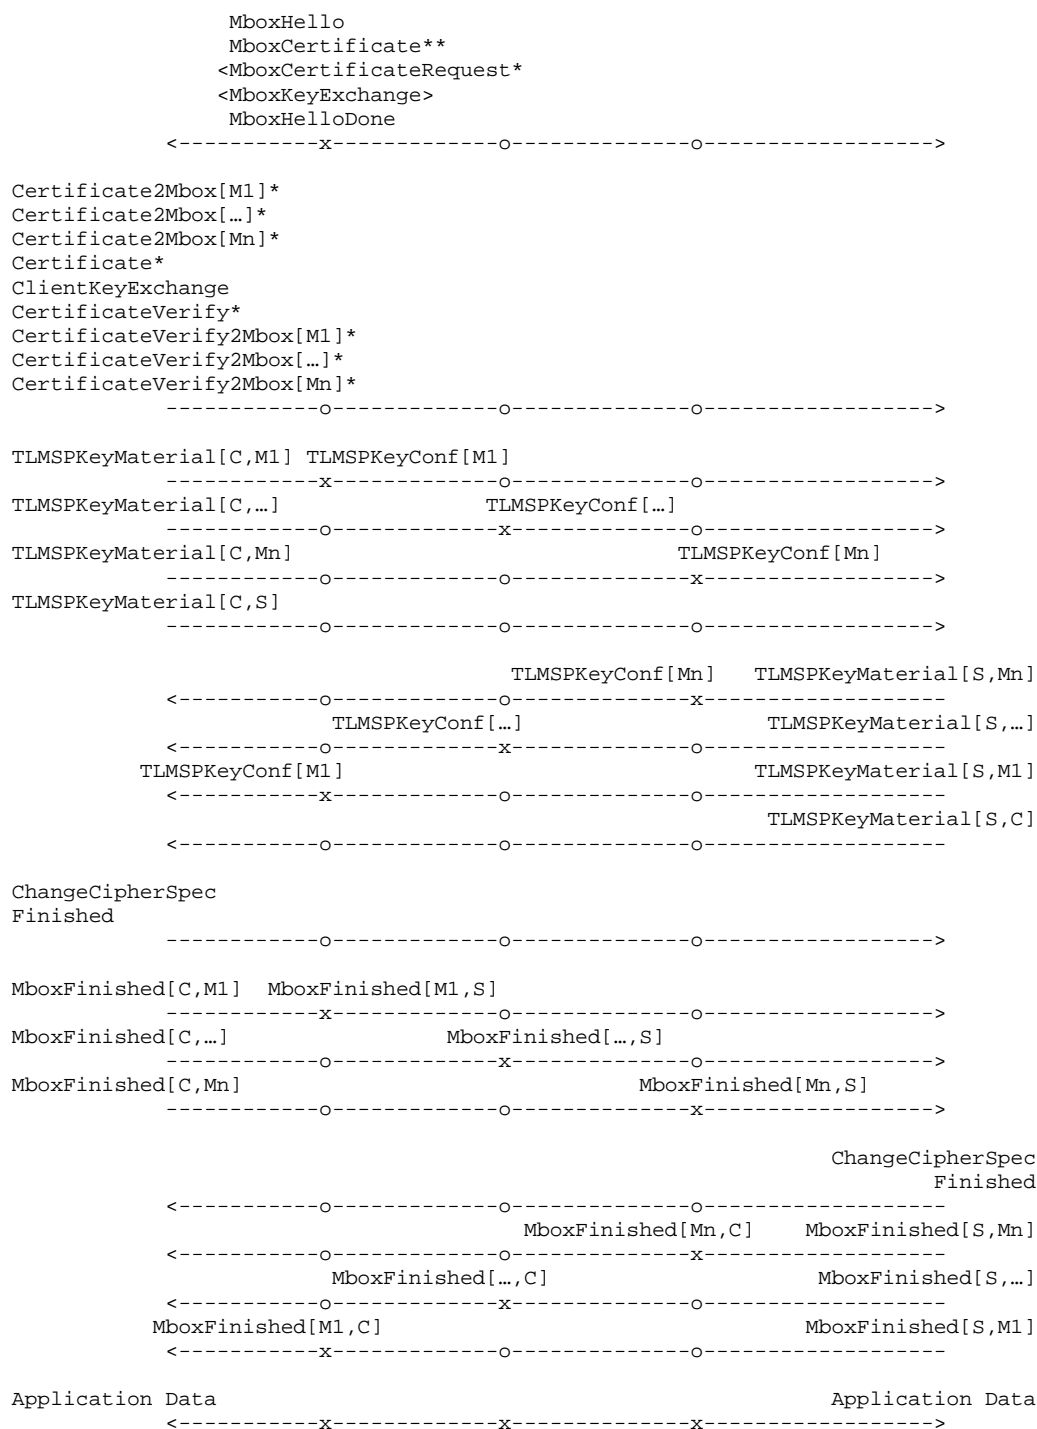 MboxHello
MboxCertificate**
<MboxCertificateRequest*
<MboxKeyExchange>
MboxHelloDone
<-----------x-------------o--------------o------------------>
Certificate2Mbox[M1]*
Certificate2Mbox[…]*
Certificate2Mbox[Mn]*
Certificate*
ClientKeyExchange
CertificateVerify*
CertificateVerify2Mbox[M1]*
CertificateVerify2Mbox[…]*
CertificateVerify2Mbox[Mn]*
------------o-------------o--------------o------------------>
TLMSPKeyMaterial[C,M1] TLMSPKeyConf[M1]
------------x-------------o--------------o------------------>
TLMSPKeyMaterial[C,…] TLMSPKeyConf[…]
------------o-------------x--------------o------------------>
TLMSPKeyMaterial[C,Mn] TLMSPKeyConf[Mn]
------------o-------------o--------------x------------------>
TLMSPKeyMaterial[C,S]
------------o-------------o--------------o------------------>
TLMSPKeyConf[Mn] TLMSPKeyMaterial[S,Mn]
<-----------o-------------o--------------x-------------------
TLMSPKeyConf[…] TLMSPKeyMaterial[S,…]
<-----------o-------------x--------------o-------------------
TLMSPKeyConf[M1] TLMSPKeyMaterial[S,M1]
<-----------x-------------o--------------o-------------------
TLMSPKeyMaterial[S,C]
<-----------o-------------o--------------o-------------------
ChangeCipherSpec
Finished
------------o-------------o--------------o------------------>
MboxFinished[C,M1] MboxFinished[M1,S]
------------x-------------o--------------o------------------>
MboxFinished[C,…] MboxFinished[…,S]
------------o-------------x--------------o------------------>
MboxFinished[C,Mn] MboxFinished[Mn,S]
------------o-------------o--------------x------------------>
ChangeCipherSpec
Finished
<-----------o-------------o--------------o-------------------
MboxFinished[Mn,C] MboxFinished[S,Mn]
<-----------o-------------o--------------x-------------------
MboxFinished[…,C] MboxFinished[S,…]
<-----------o-------------x--------------o-------------------
MboxFinished[M1,C] MboxFinished[S,M1]
<-----------x-------------o--------------o-------------------
Application Data Application Data
<-----------x-------------x--------------x------------------>